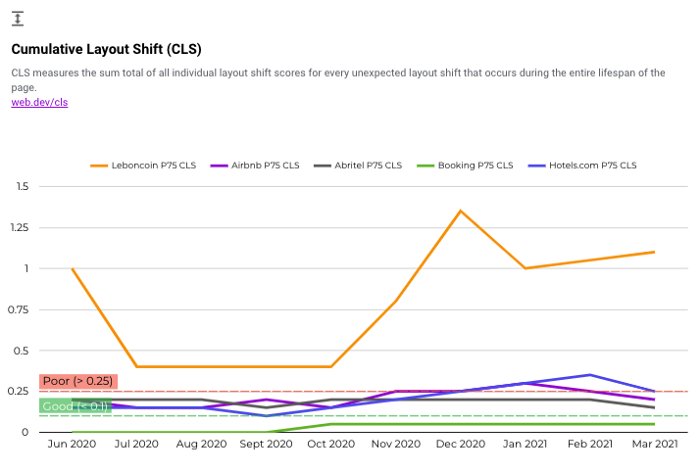 Cumulative Layout Shift (CLS)
CLS measures the sum total of all individual layout shift scores for every unexpected layout shift that occurs during the entire lifespan of the
page.
web.dev/cls
Leboncoin P75 CLS Airbnb P75 CLS Abritel P75 CLS Booking P75 CLS Hotels.com P75 CLS
1.5
1.25
1
0.75
0.5
Poor (> 0.25)
0.25
Good (< 0.1)
0
Jun 2020 Jul 2020 Aug 2020 Sept 2020 Oct 2020 Nov 2020 Dec 2020 Jan 2021 Feb 2021 Mar 2021